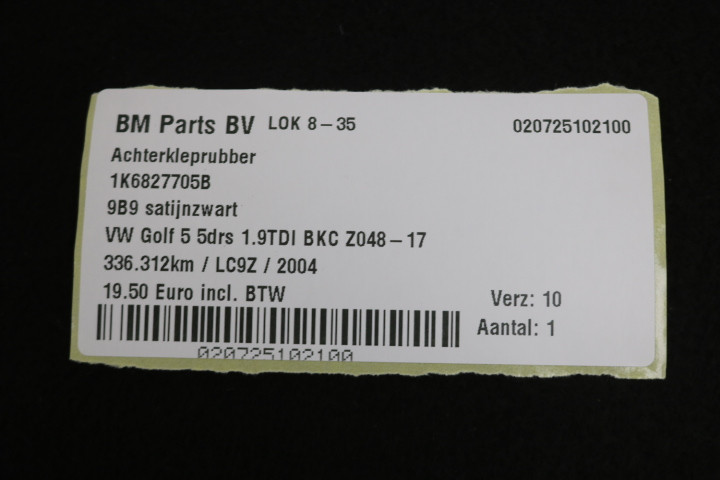 BM Parts BV LOK 8-35 020725102100
Achterkleprubber
1K6827705B
9B9 satijnzwart
VW Golf 5 5drs 1.9TDI BKC Z048-17
336.312km / LC9Z / 2004
19.50 Euro incl. BTW Verz: 10
Aantal: 1
020725102100